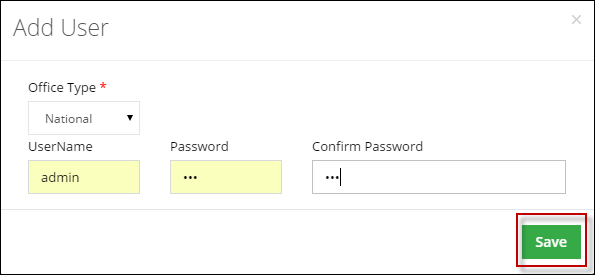 Add User ×
Office Type *
National
UserName Password Confirm Password
admin ••• •••
Save